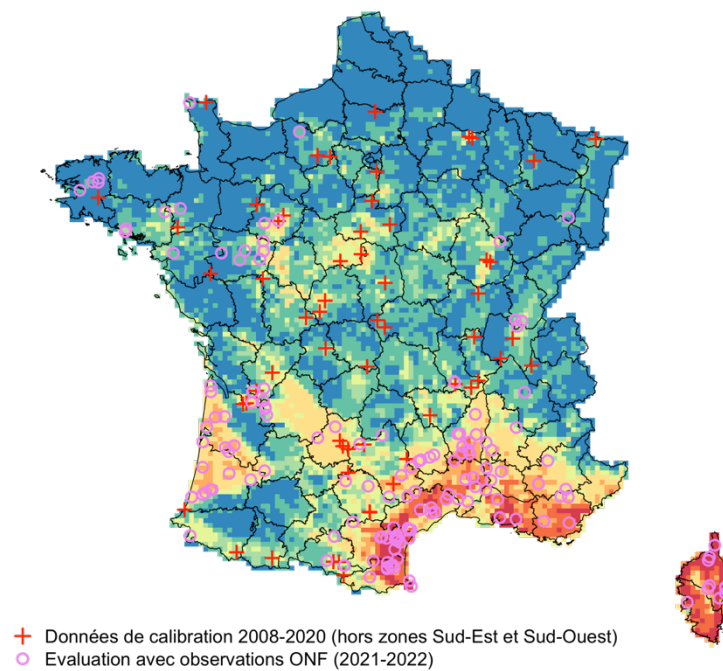 Données de calibration 2008-2020 (hors zones Sud-Est et Sud-Ouest)
Evaluation avec observations ONF (2021-2022)